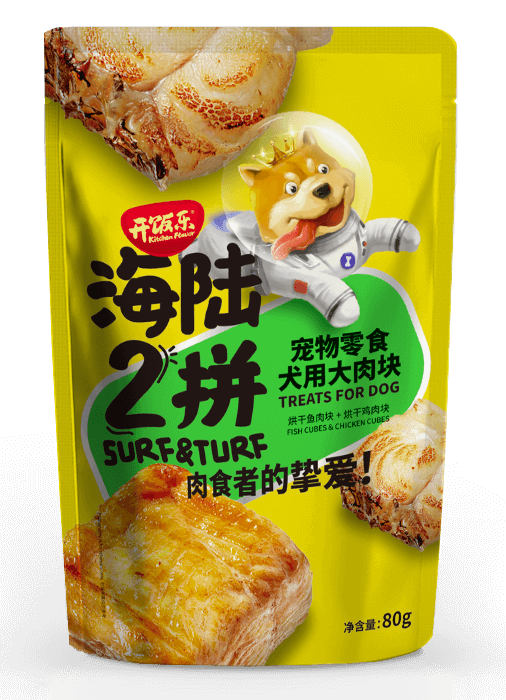 开饭乐
Kitchen Flavor
海陆
2拼
SURF&TURF
宠物零食
犬用大肉块
TREATS FOR DOG
烘干鱼肉块 + 烘干鸡肉块
FISH CUBES & CHICKEN CUBES
肉食者的挚爱!
净含量:80g